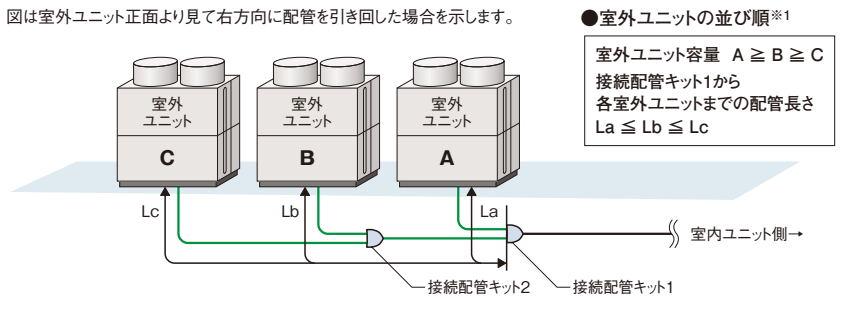 図は室外ユニット正面より見て右方向に配管を引き回した場合を示します。
●室外ユニットの並び順※1
室外ユニット容量 A ≧ B ≧ C
接続配管キット1から
各室外ユニットまでの配管長さ
La ≦ Lb ≦ Lc
室外
ユニット
C
室外
ユニット
B
室外
ユニット
A
Lc
Lb
La
室内ユニット側→
接続配管キット2
接続配管キット1